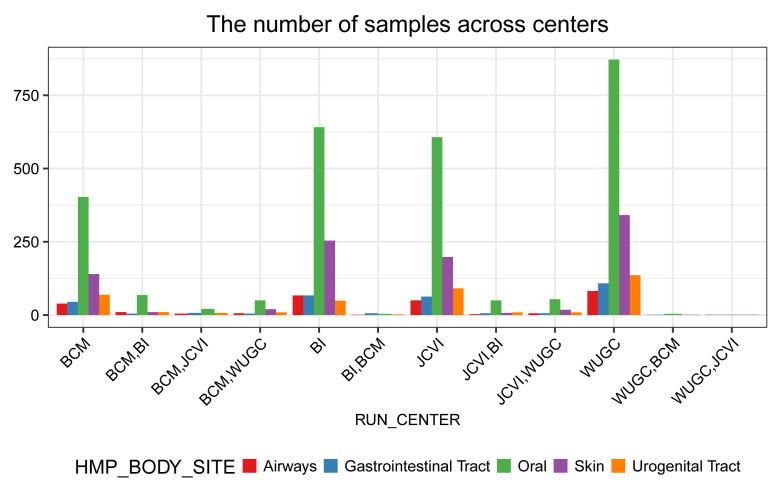 The number of samples across centers
750
500
250
0
BCM
BCM,BI
BCM,JCVI
BCM,WUGC
BI
BI,BCM
JCVI
JCVI,BI
JCVI,WUGC
WUGC
WUGC,BCM
WUGC,JCVI
RUN_CENTER
HMP_BODY_SITE Airways Gastrointestinal Tract Oral Skin Urogenital Tract